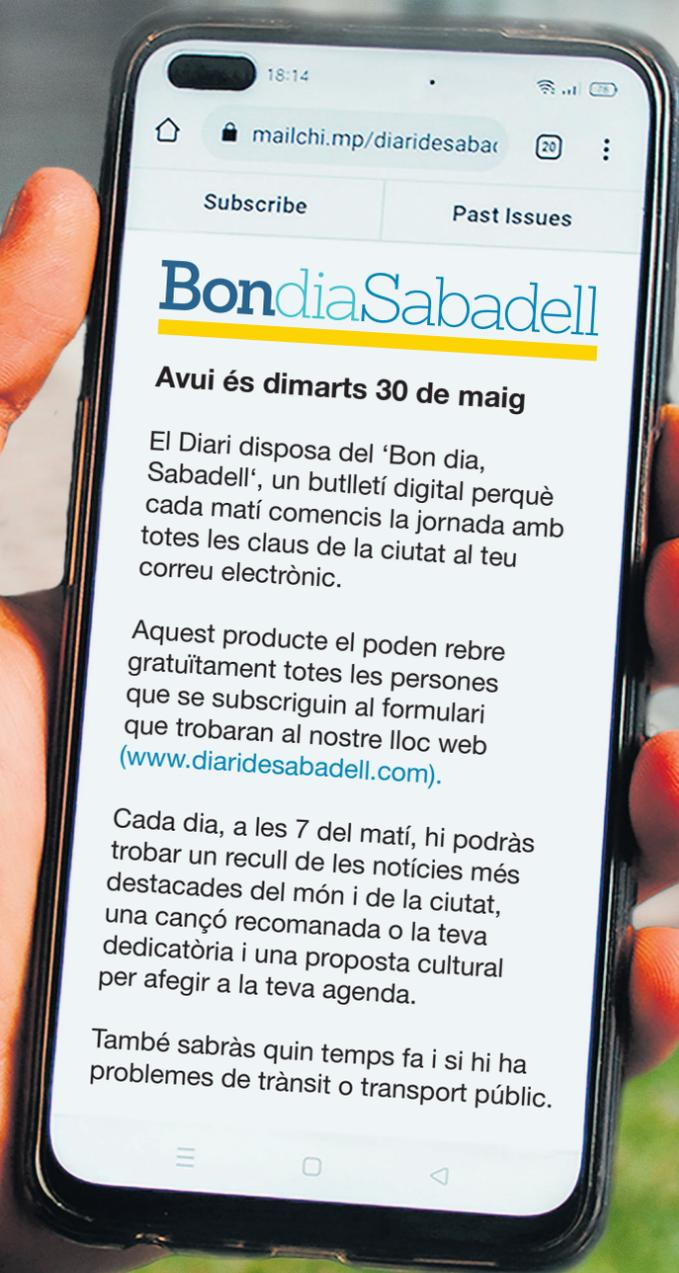 18:14
78
mailchi.mp/diaridesabac
20
Subscribe
Past Issues
BondiaSabadell
Avui és dimarts 30 de maig
El Diari disposa del ‘Bon dia,
Sabadell‘, un butlletí digital perquè
cada matí comencis la jornada amb
totes les claus de la ciutat al teu
correu electrònic.
Aquest producte el poden rebre
gratuïtament totes les persones
que se subscriguin al formulari
que trobaran al nostre lloc web
(www.diaridesabadell.com).
Cada dia, a les 7 del matí, hi podràs
trobar un recull de les notícies més
destacades del món i de la ciutat,
una cançó recomanada o la teva
dedicatòria i una proposta cultural
per afegir a la teva agenda.
També sabràs quin temps fa i si hi ha
problemes de trànsit o transport públic.